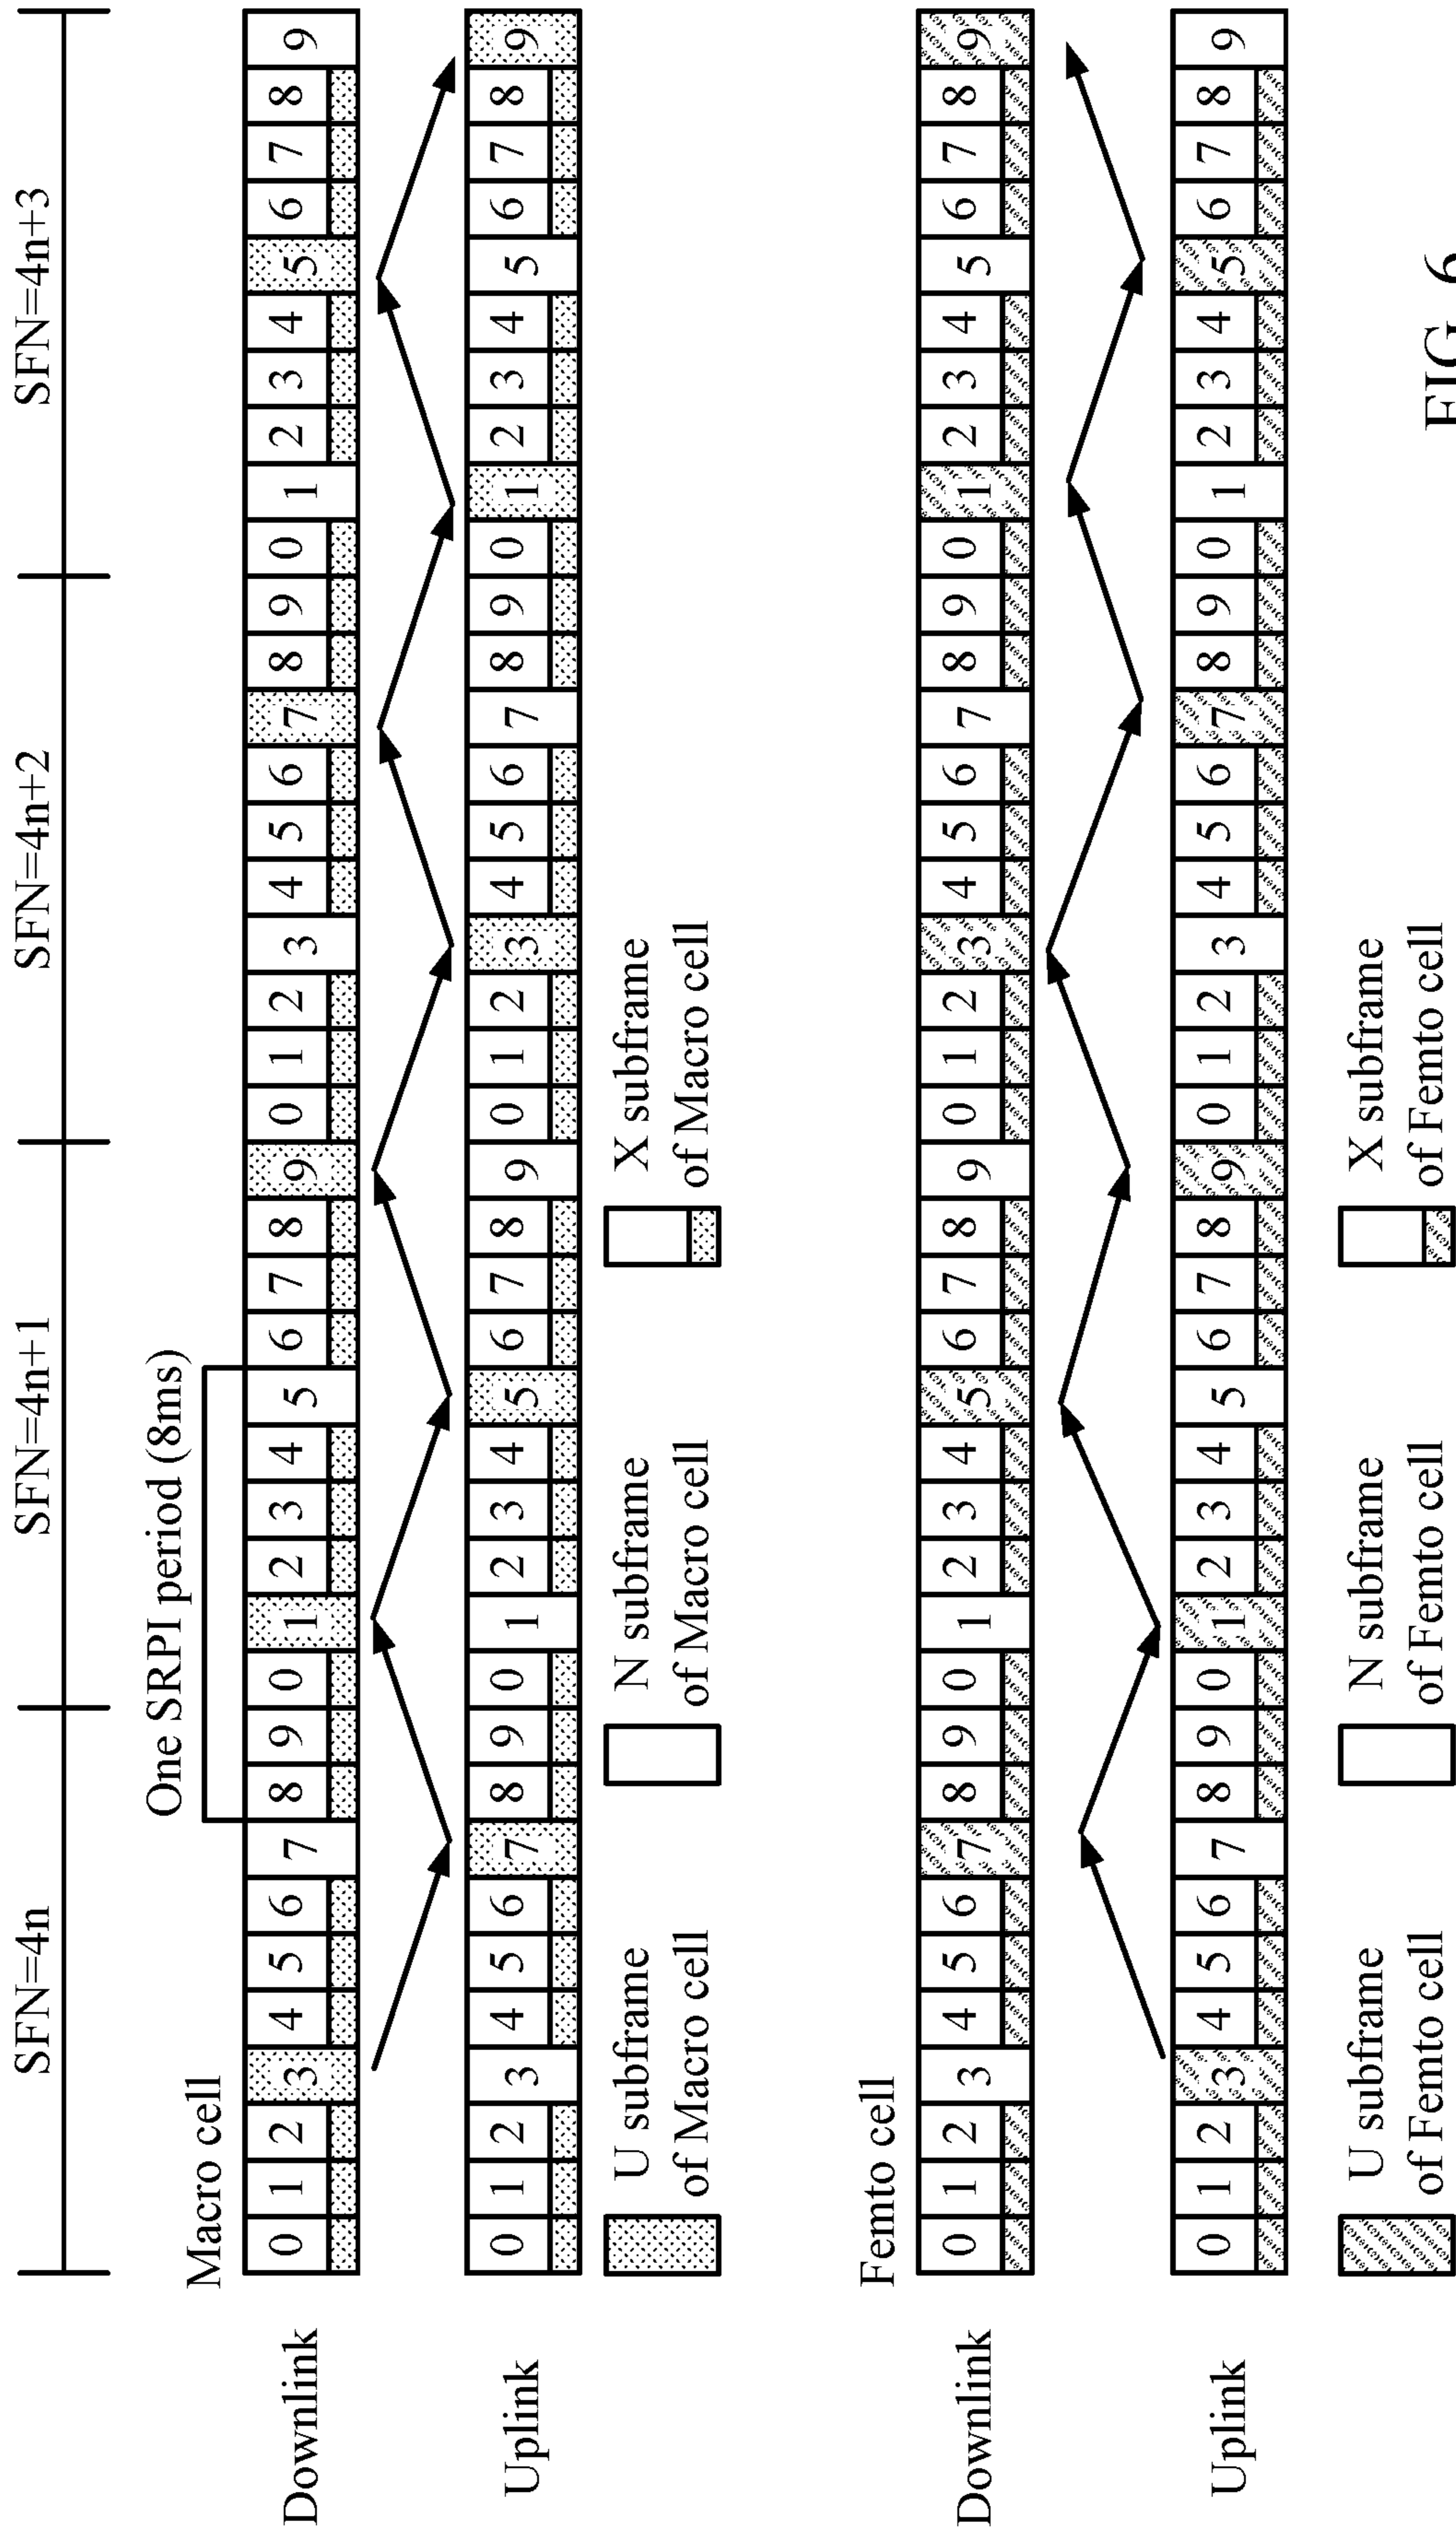 SFN=4n SFN=4n+1 SFN=4n+2 SFN=4n+3
One SRPI period (8ms)
Macro cell
Downlink 0 1 2 3 4 5 6 7 8 9 0 1 2 3 4 5 6 7 8 9 0 1 2 3 4 5 6 7 8 9 0 1 2 3 4 5 6 7 8 9
Uplink 0 1 2 3 4 5 6 7 8 9 0 1 2 3 4 5 6 7 8 9 0 1 2 3 4 5 6 7 8 9 0 1 2 3 4 5 6 7 8 9
U subframe
of Macro cell
N subframe
of Macro cell
X subframe
of Macro cell
Femto cell
Downlink 0 1 2 3 4 5 6 7 8 9 0 1 2 3 4 5 6 7 8 9 0 1 2 3 4 5 6 7 8 9 0 1 2 3 4 5 6 7 8 9
Uplink 0 1 2 3 4 5 6 7 8 9 0 1 2 3 4 5 6 7 8 9 0 1 2 3 4 5 6 7 8 9 0 1 2 3 4 5 6 7 8 9
U subframe
of Femto cell
N subframe
of Femto cell
X subframe
of Femto cell
FIG. 6